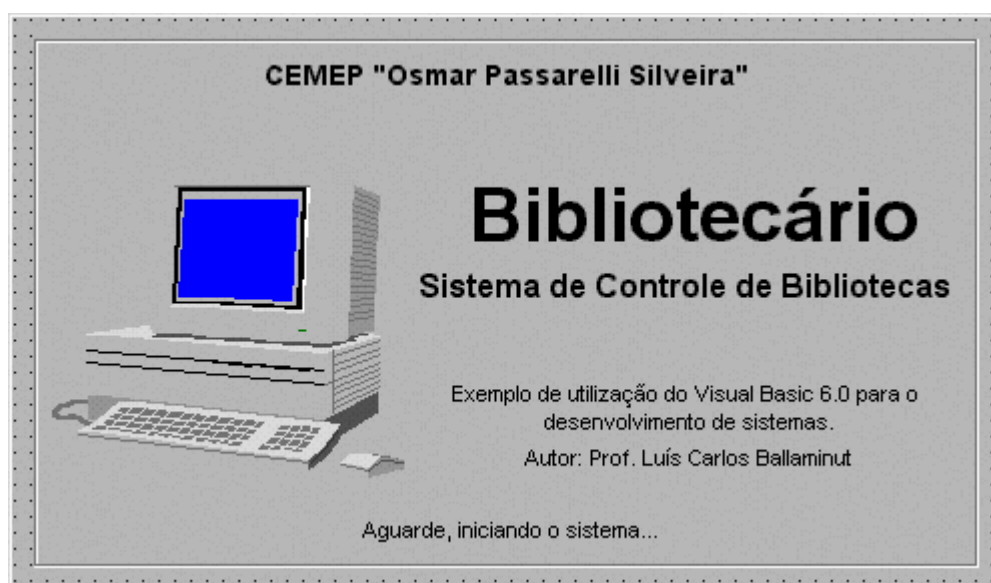 CEMEP "Osmar Passarelli Silveira"
Bibliotecário
Sistema de Controle de Bibliotecas
Exemplo de utilização do Visual Basic 6.0 para o
desenvolvimento de sistemas.
Autor: Prof. Luís Carlos Ballaminut
Aguarde, iniciando o sistema...